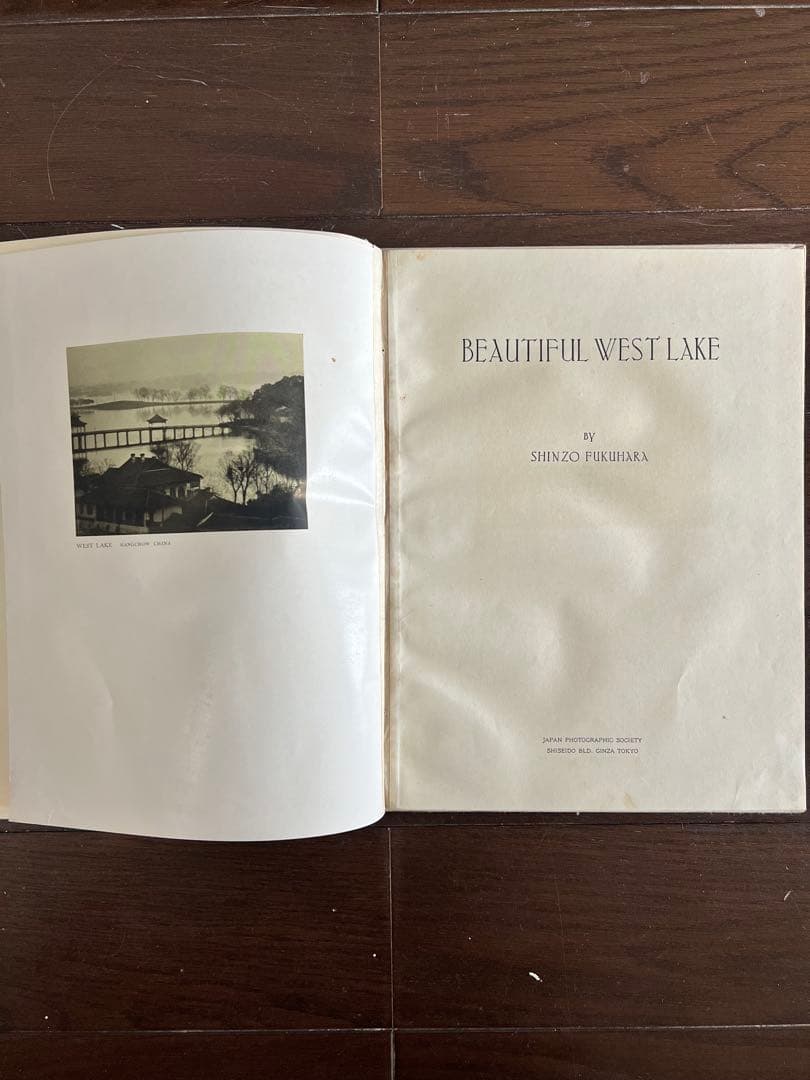 WEST LAKE HANGCHOW CHINA
BEAUTIFUL WEST LAKE
BY
SHINZO FUKUHARA
JAPAN PHOTOGRAPHIC SOCIETY
SHISEIDO BLD. GINZA TOKYO